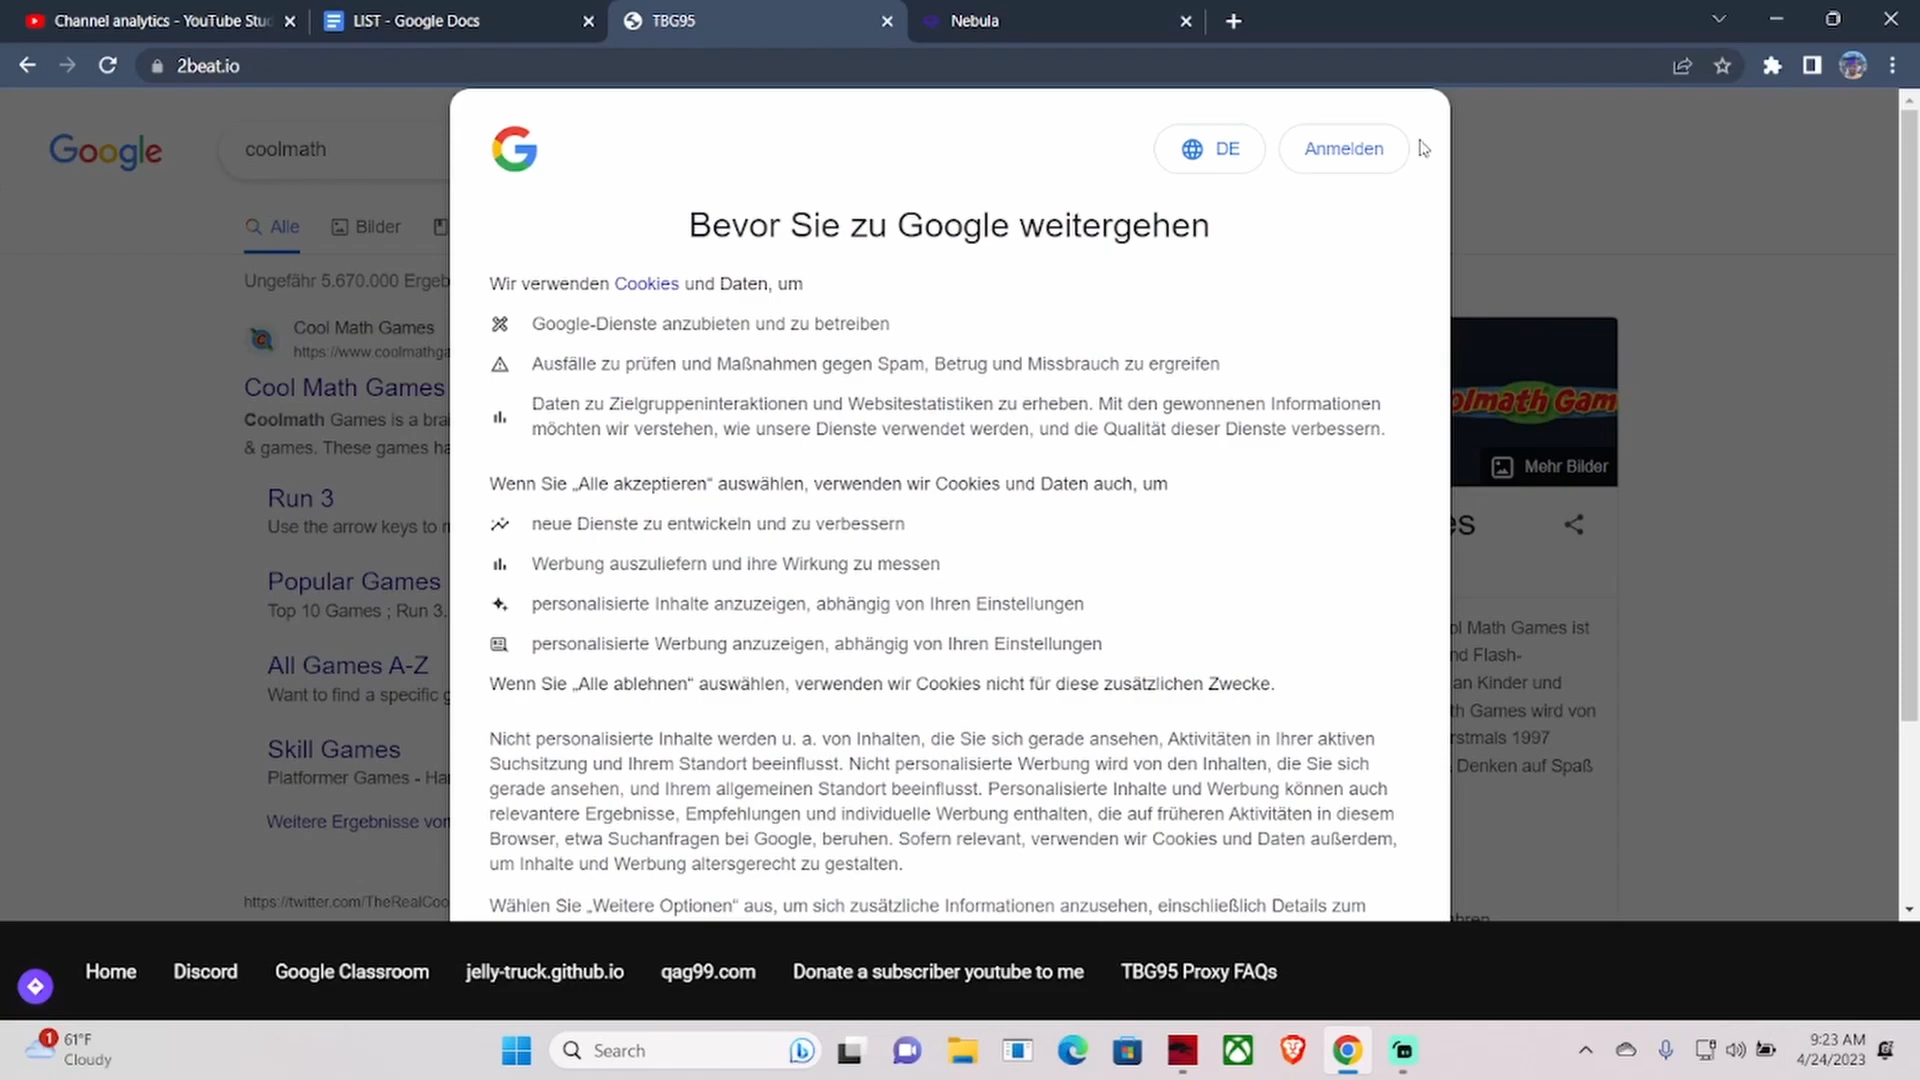 Channel analytics - YouTube Stu
LIST - Google Docs
TBG95
Nebula
2beat.io
Google
coolmath
DE
Anmelden
Alle
Bilder
Bevor Sie zu Google weitergehen
Ungefähr 5.670.000 Ergeb
Wir verwenden Cookies und Daten, um
Google-Dienste anzubieten und zu betreiben
Ausfälle zu prüfen und Maßnahmen gegen Spam, Betrug und Missbrauch zu ergreifen
Daten zu Zielgruppeninteraktionen und Websitestatistiken zu erheben. Mit den gewonnenen Informationen
möchten wir verstehen, wie unsere Dienste verwendet werden, und die Qualität dieser Dienste verbessern.
Wenn Sie „Alle akzeptieren“ auswählen, verwenden wir Cookies und Daten auch, um
neue Dienste zu entwickeln und zu verbessern
Werbung auszuliefern und ihre Wirkung zu messen
personalisierte Inhalte anzuzeigen, abhängig von Ihren Einstellungen
personalisierte Werbung anzuzeigen, abhängig von Ihren Einstellungen
Wenn Sie „Alle ablehnen“ auswählen, verwenden wir Cookies nicht für diese zusätzlichen Zwecke.
Nicht personalisierte Inhalte werden u. a. von Inhalten, die Sie sich gerade ansehen, Aktivitäten in Ihrer aktiven
Suchsitzung und Ihrem Standort beeinflusst. Nicht personalisierte Werbung wird von den Inhalten, die Sie sich
gerade ansehen, und Ihrem allgemeinen Standort beeinflusst. Personalisierte Inhalte und Werbung können auch
relevantere Ergebnisse, Empfehlungen und individuelle Werbung enthalten, die auf früheren Aktivitäten in diesem
Browser, etwa Suchanfragen bei Google, beruhen. Sofern relevant, verwenden wir Cookies und Daten außerdem,
um Inhalte und Werbung altersgerecht zu gestalten.
Wählen Sie „Weitere Optionen“ aus, um sich zusätzliche Informationen anzusehen, einschließlich Details zum
Cool Math Games
https://www.coolmathga
Cool Math Games
Coolmath Games is a bra
& games. These games ha
Run 3
Use the arrow keys to m
Popular Games
Top 10 Games ; Run 3.
All Games A-Z
Want to find a specific g
Skill Games
Platformer Games - Ha
Weitere Ergebnisse von
https://twitter.com/TheRealCoo
olmath Gam
Mehr Bilder
es
ol Math Games ist
nd Flash-
an Kinder und
th Games wird von
rstmals 1997
Denken auf Spaß
Home
Discord
Google Classroom
jelly-truck.github.io
qag99.com
Donate a subscriber youtube to me
TBG95 Proxy FAQs
1
61°F
Cloudy
Search
9:23 AM
4/24/2023